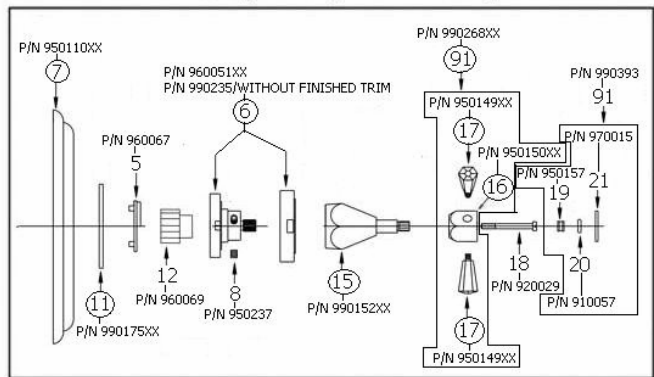 P/N 990268XX
91
P/N 950110XX
7
P/N 960051XX
P/N 990235/WITHOUT FINISHED TRIM
6
P/N 990393
91
P/N 950149XX
17
P/N 960067
5
P/N 970015
21
P/N 950150XX
16
P/N 950157
19
12
P/N 960069
8
P/N 950237
15
P/N 990152XX
18
P/N 920029
20
P/N 910057
11
P/N 990175XX
17
P/N 950149XX